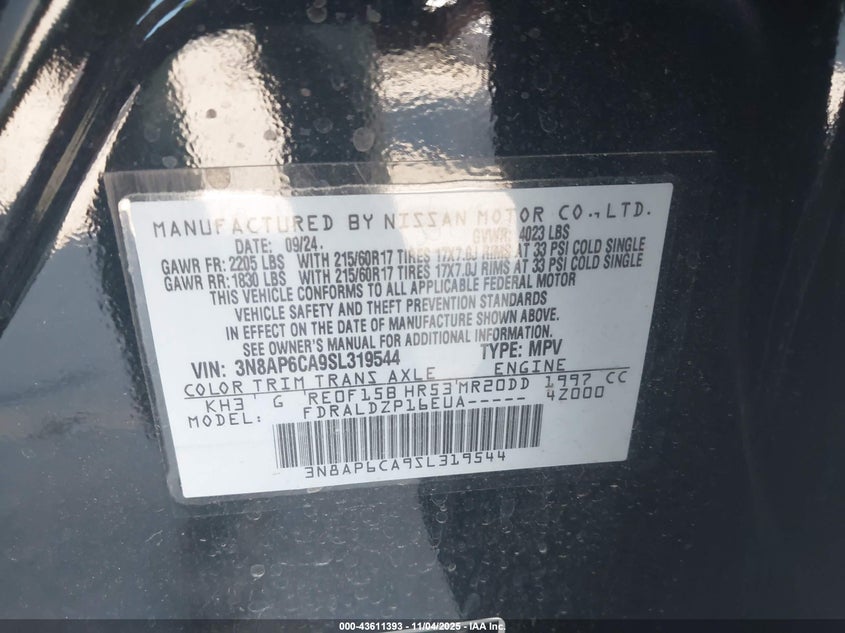 MANUFACTURED BY NISSAN MOTOR CO.,LTD.
DATE: 09/24. GVWR: 4023 LBS
GAWR FR: 2205 LBS WITH 215/60R17 TIRES 17X7.0J RIMS AT 33 PSI COLD SINGLE
GAWR RR: 1830 LBS WITH 215/60R17 TIRES 17X7.0J RIMS AT 33 PSI COLD SINGLE
THIS VEHICLE CONFORMS TO ALL APPLICABLE FEDERAL MOTOR
VEHICLE SAFETY AND THEFT PREVENTION STANDARDS
IN EFFECT ON THE DATE OF MANUFACTURE SHOWN ABOVE.
SEE OWNER'S MANUAL FOR ADDITIONAL INFORMATION.
VIN: 3N8AP6CA9SL319544 TYPE: MPV
COLOR TRIM TRANS AXLE ENGINE
KH3 G RE0F15B HR53 MR20DD 1997 CC
MODEL: FDRALDZP16EUA----- 4Z000
3N8AP6CA9SL319544
000-43611393 - 11/04/2025 - IAA Inc.